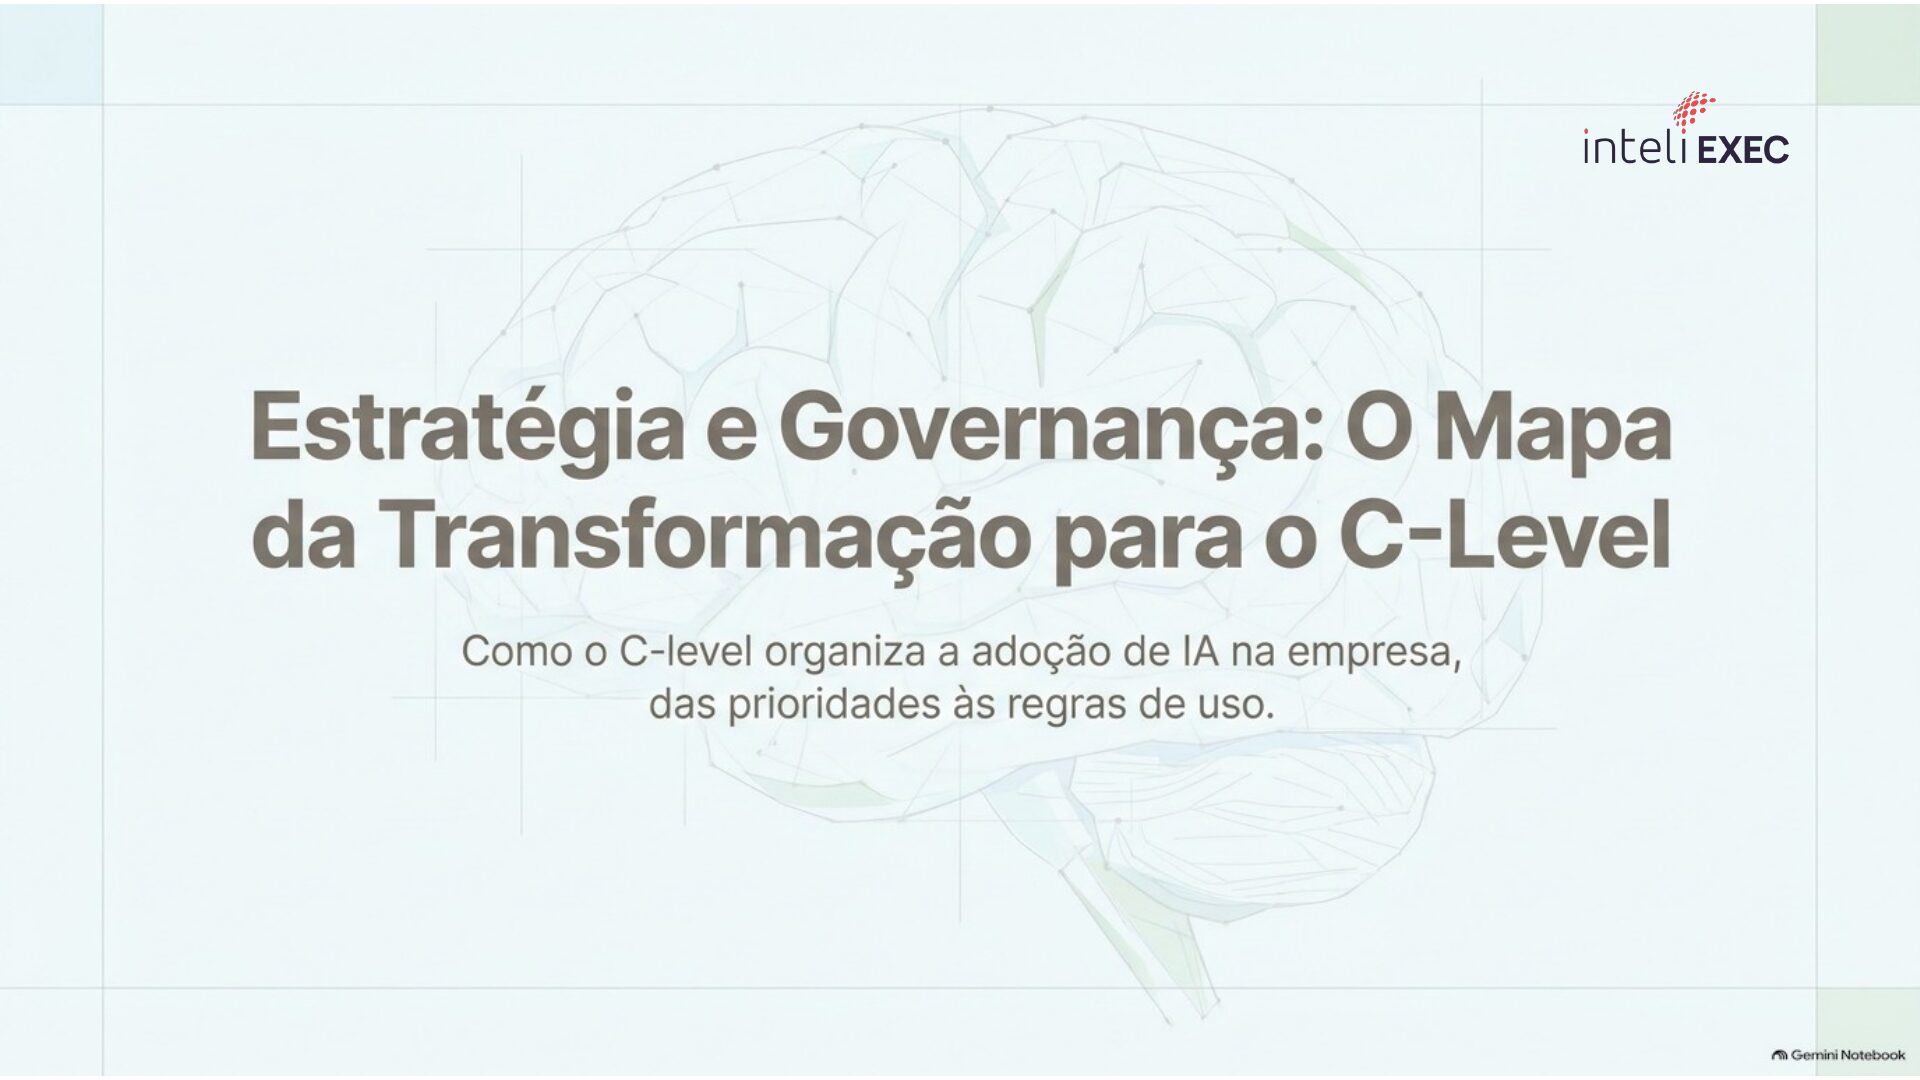 inteli EXEC
Estratégia e Governança: O Mapa
da Transformação para o C-Level
Como o C-level organiza a adoção de IA na empresa,
das prioridades às regras de uso.
Gemini Notebook